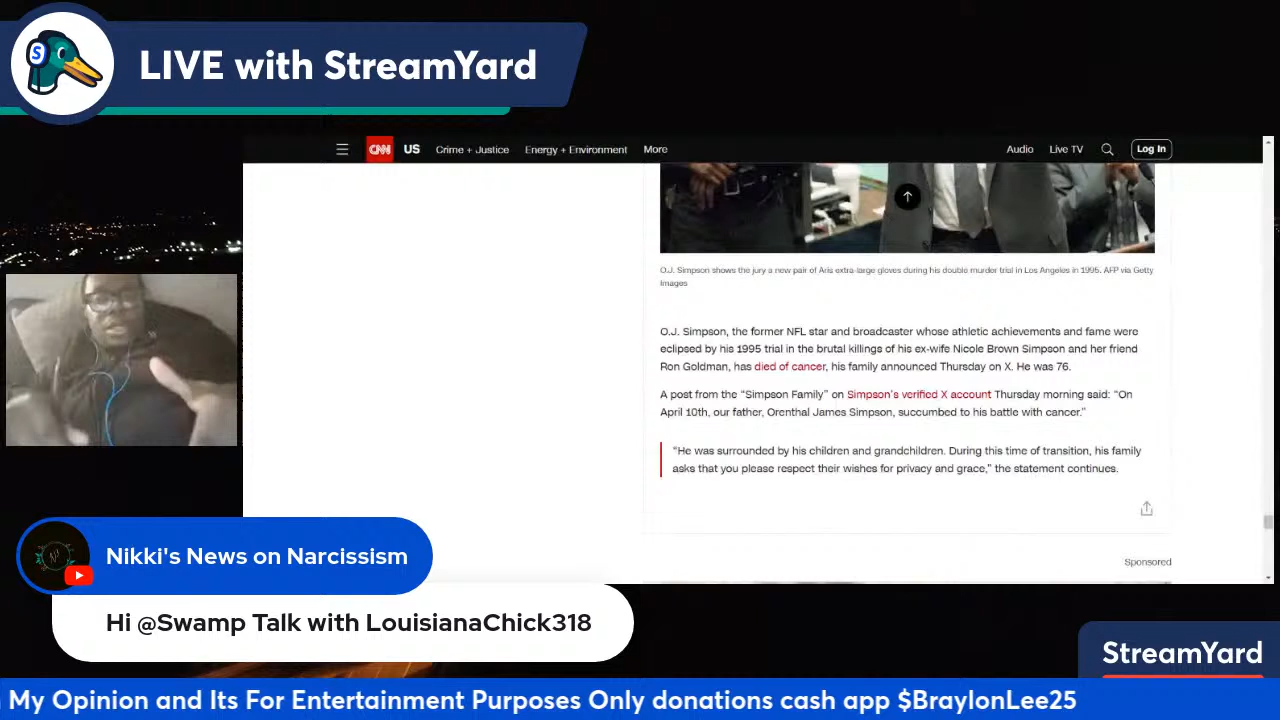 S
LIVE with StreamYard
CNN US Crime + Justice Energy + Environment More Audio Live TV Log In
O.J. Simpson shows the jury a new pair of Aris extra-large gloves during his double murder trial in Los Angeles in 1995. AFP via Getty
Images
O.J. Simpson, the former NFL star and broadcaster whose athletic achievements and fame were
eclipsed by his 1995 trial in the brutal killings of his ex-wife Nicole Brown Simpson and her friend
Ron Goldman, has died of cancer, his family announced Thursday on X. He was 76.
A post from the “Simpson Family” on Simpson's verified X account Thursday morning said: “On
April 10th, our father, Orenthal James Simpson, succumbed to his battle with cancer.”
“He was surrounded by his children and grandchildren. During this time of transition, his family
asks that you please respect their wishes for privacy and grace,” the statement continues.
Sponsored
Nikki's News on Narcissism
Hi @Swamp Talk with LouisianaChick318
StreamYard
My Opinion and Its For Entertainment Purposes Only donations cash app $BraylonLee25